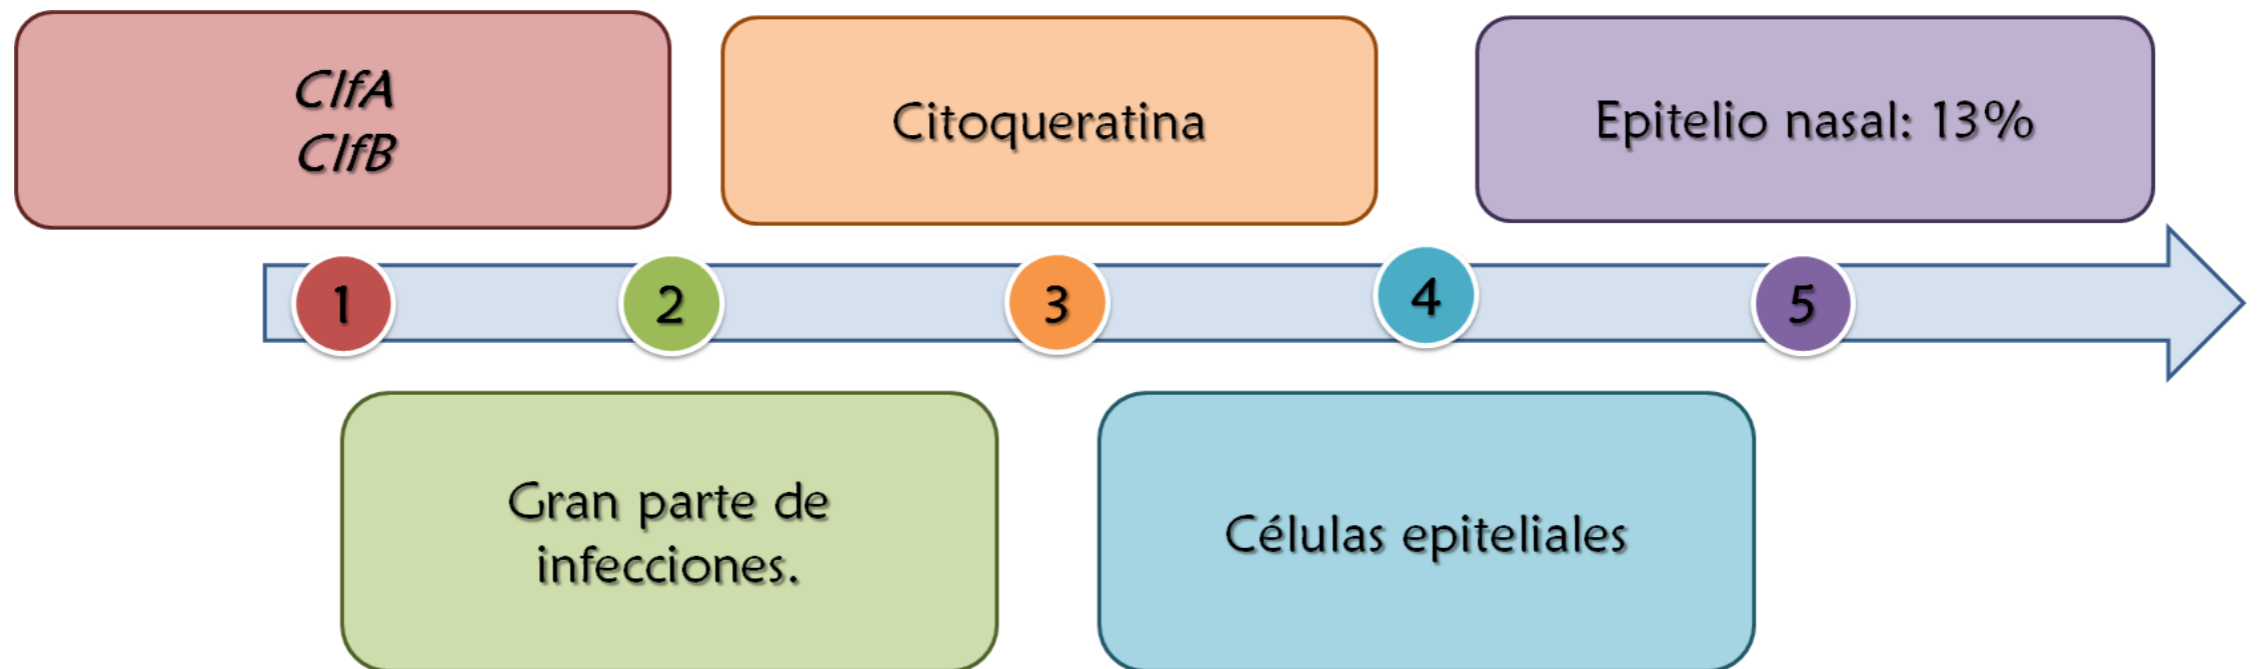 ClfA
ClfB
Citoqueratina
Epitelio nasal: 13%
1
2
3
4
5
Gran parte de
infecciones.
Células epiteliales